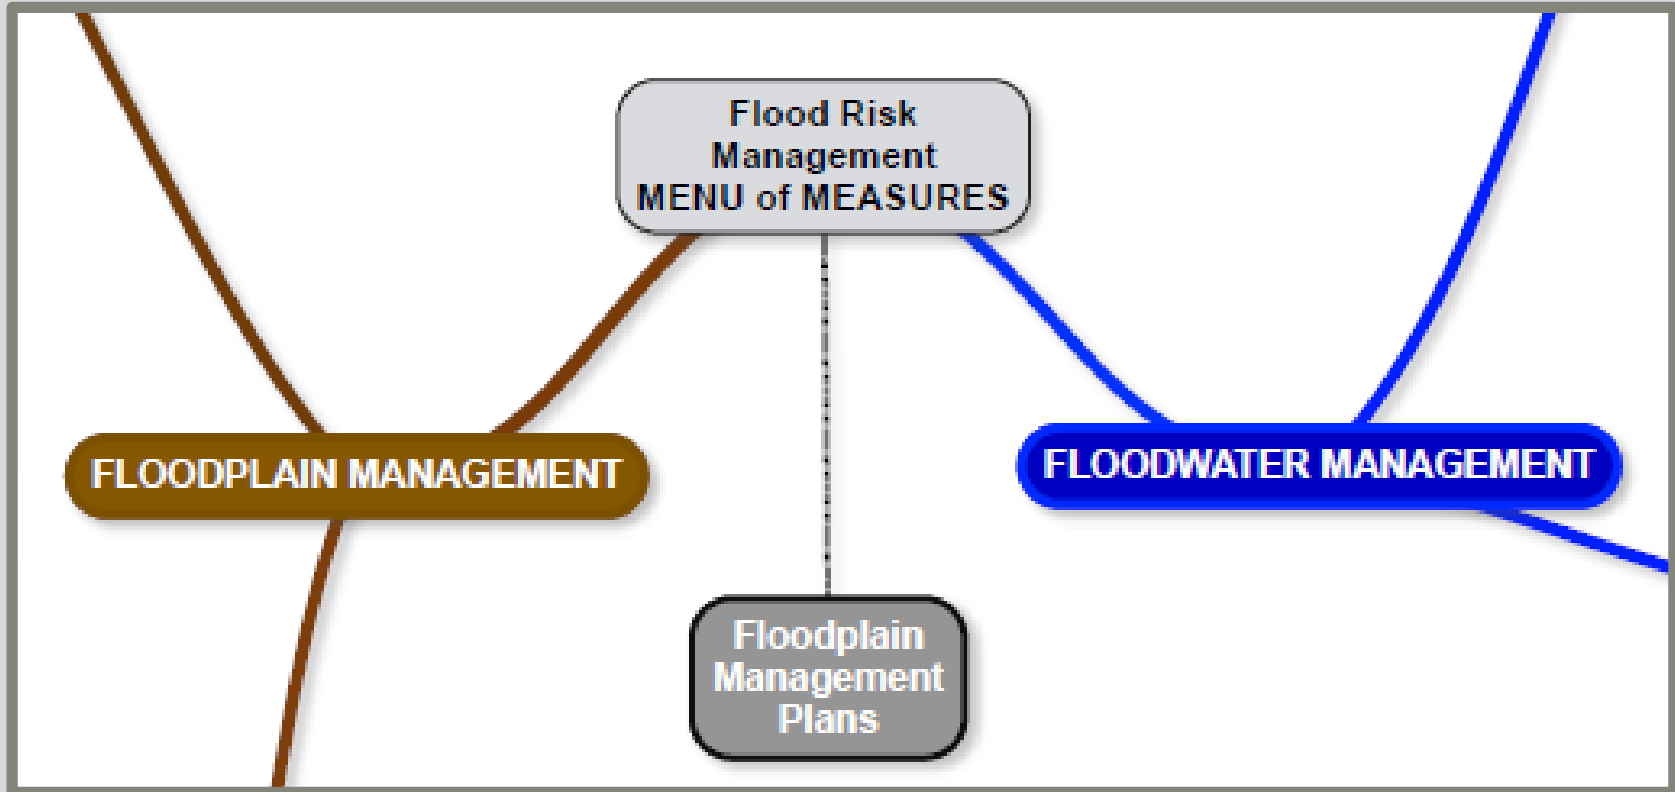 Flood Risk
Management
MENU of MEASURES
FLOODPLAIN MANAGEMENT
FLOODWATER MANAGEMENT
Floodplain
Management
Plans